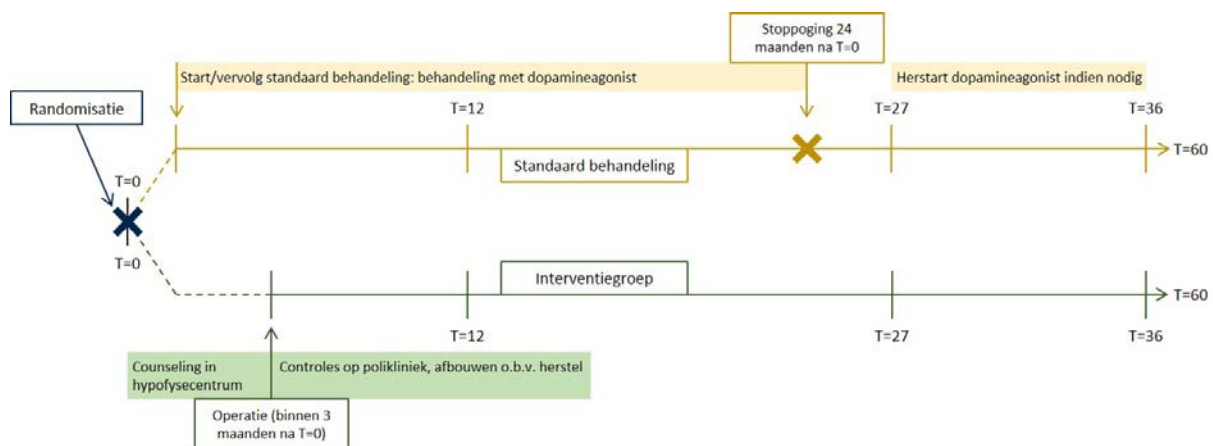 Stoppoging 24
maanden na T=0
Start/vervolg standaard behandeling: behandeling met dopamineagonist
Herstart dopamineagonist indien nodig
Randomisatie
T=12
T=27
T=36
Standaard behandeling
T=60
T=0
T=0
Interventiegroep
T=60
T=12
T=27
T=36
Counseling in
hypofysecentrum
Controles op polikliniek, afbouwen o.b.v. herstel
Operatie (binnen 3
maanden na T=0)